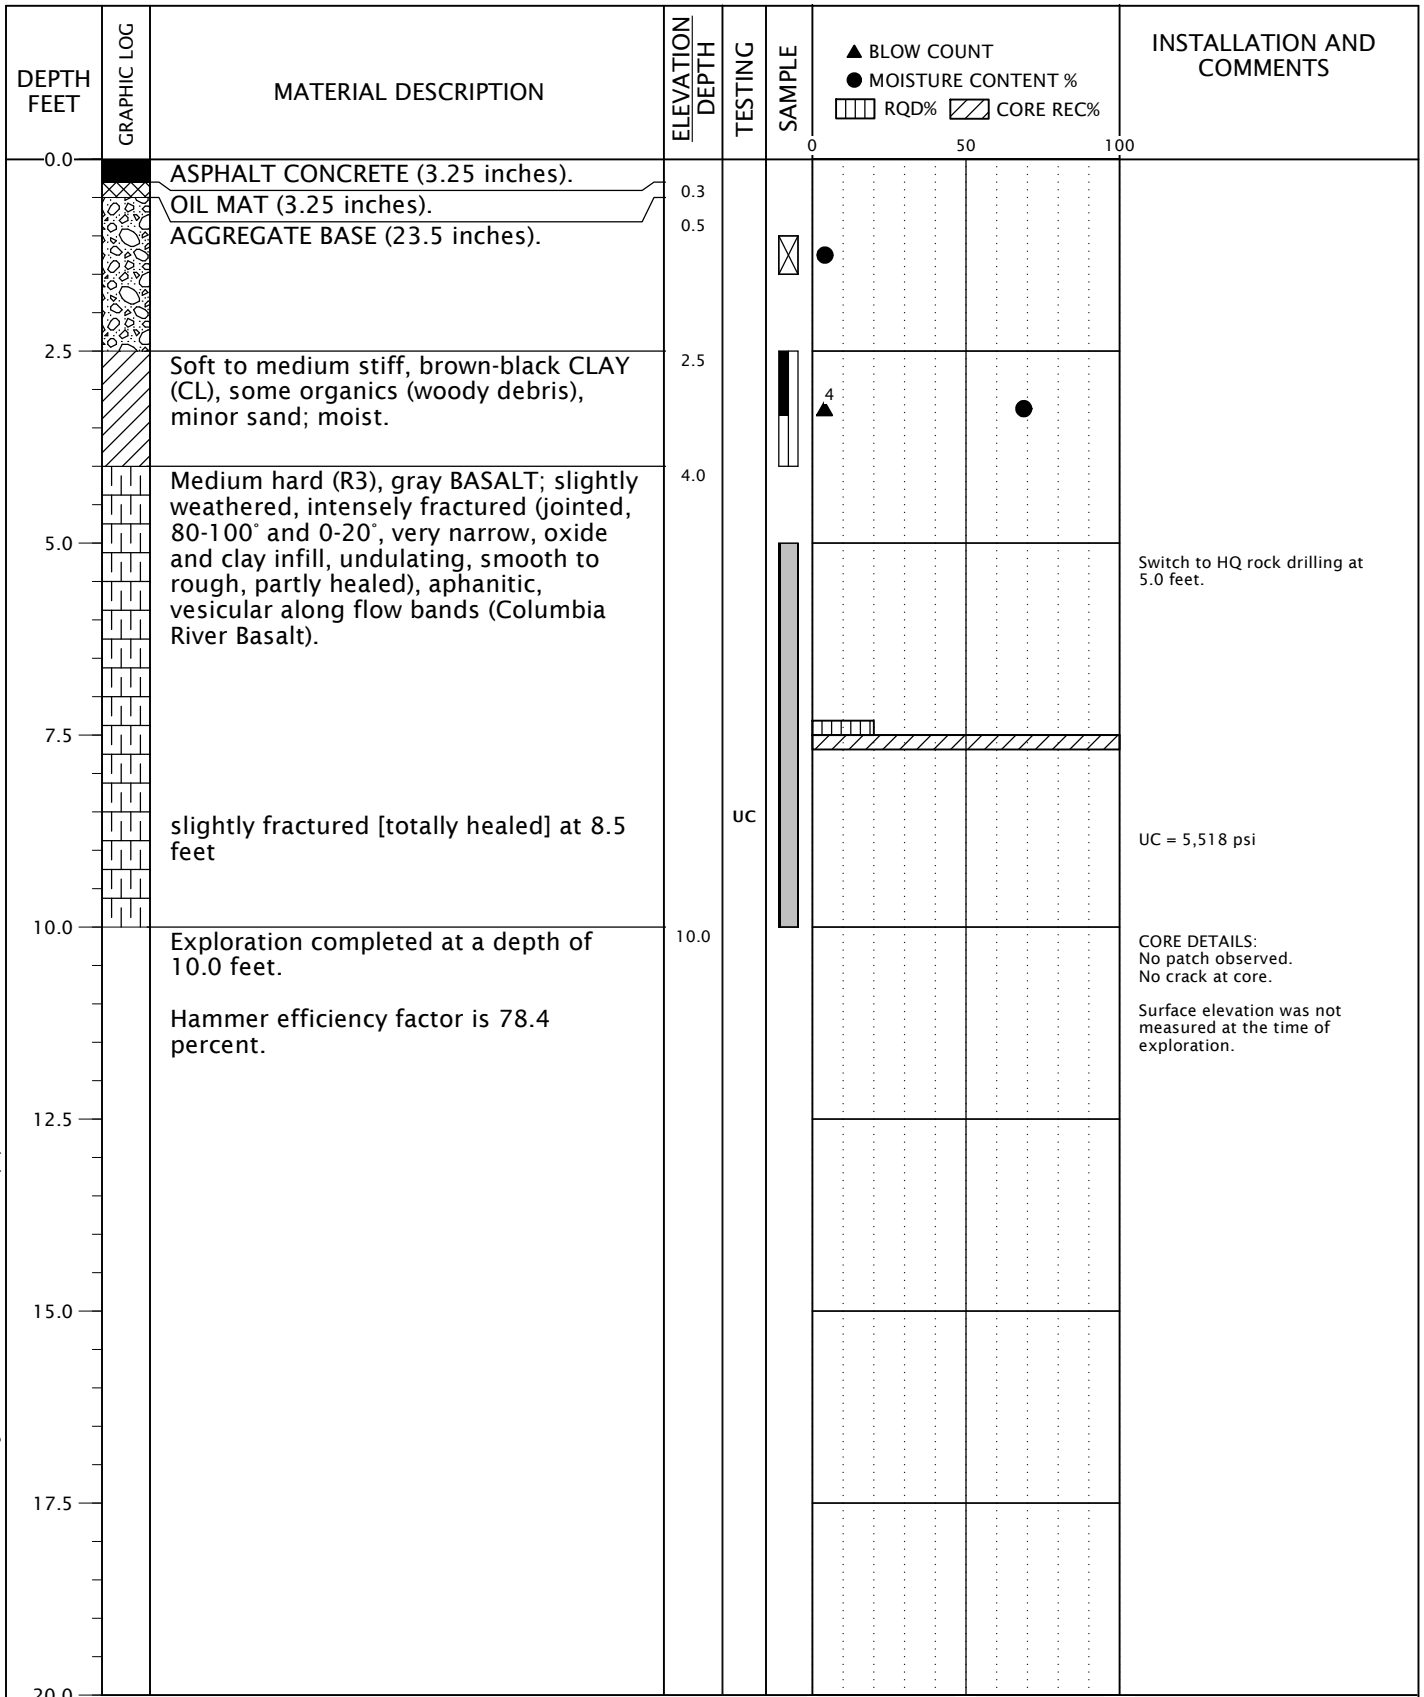 DEPTH
FEET
GRAPHIC LOG
MATERIAL DESCRIPTION
ELEVATION
DEPTH
TESTING
SAMPLE
▲ BLOW COUNT
● MOISTURE CONTENT %
RQD% CORE REC%
0 50 100
INSTALLATION AND
COMMENTS
0.0
ASPHALT CONCRETE (3.25 inches).
0.3
OIL MAT (3.25 inches).
0.5
AGGREGATE BASE (23.5 inches).
2.5
Soft to medium stiff, brown-black CLAY
(CL), some organics (woody debris),
minor sand; moist.
2.5
4
4.0
Medium hard (R3), gray BASALT; slightly
weathered, intensely fractured (jointed,
80-100° and 0-20°, very narrow, oxide
and clay infill, undulating, smooth to
rough, partly healed), aphanitic,
vesicular along flow bands (Columbia
River Basalt).
5.0
Switch to HQ rock drilling at
5.0 feet.
7.5
slightly fractured [totally healed] at 8.5
feet
UC
UC = 5,518 psi
10.0
Exploration completed at a depth of
10.0 feet.
10.0
Hammer efficiency factor is 78.4
percent.
CORE DETAILS:
No patch observed.
No crack at core.
Surface elevation was not
measured at the time of
exploration.
12.5
15.0
17.5
20.0